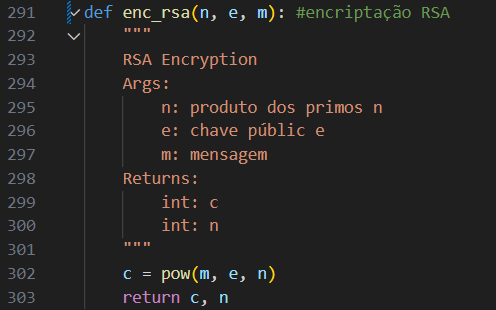 291 def enc_rsa(n, e, m): #encriptação RSA
292 """
293 RSA Encryption
294 Args:
295 n: produto dos primos n
296 e: chave públic e
297 m: mensagem
298 Returns:
299 int: c
300 int: n
301 """
302 c = pow(m, e, n)
303 return c, n